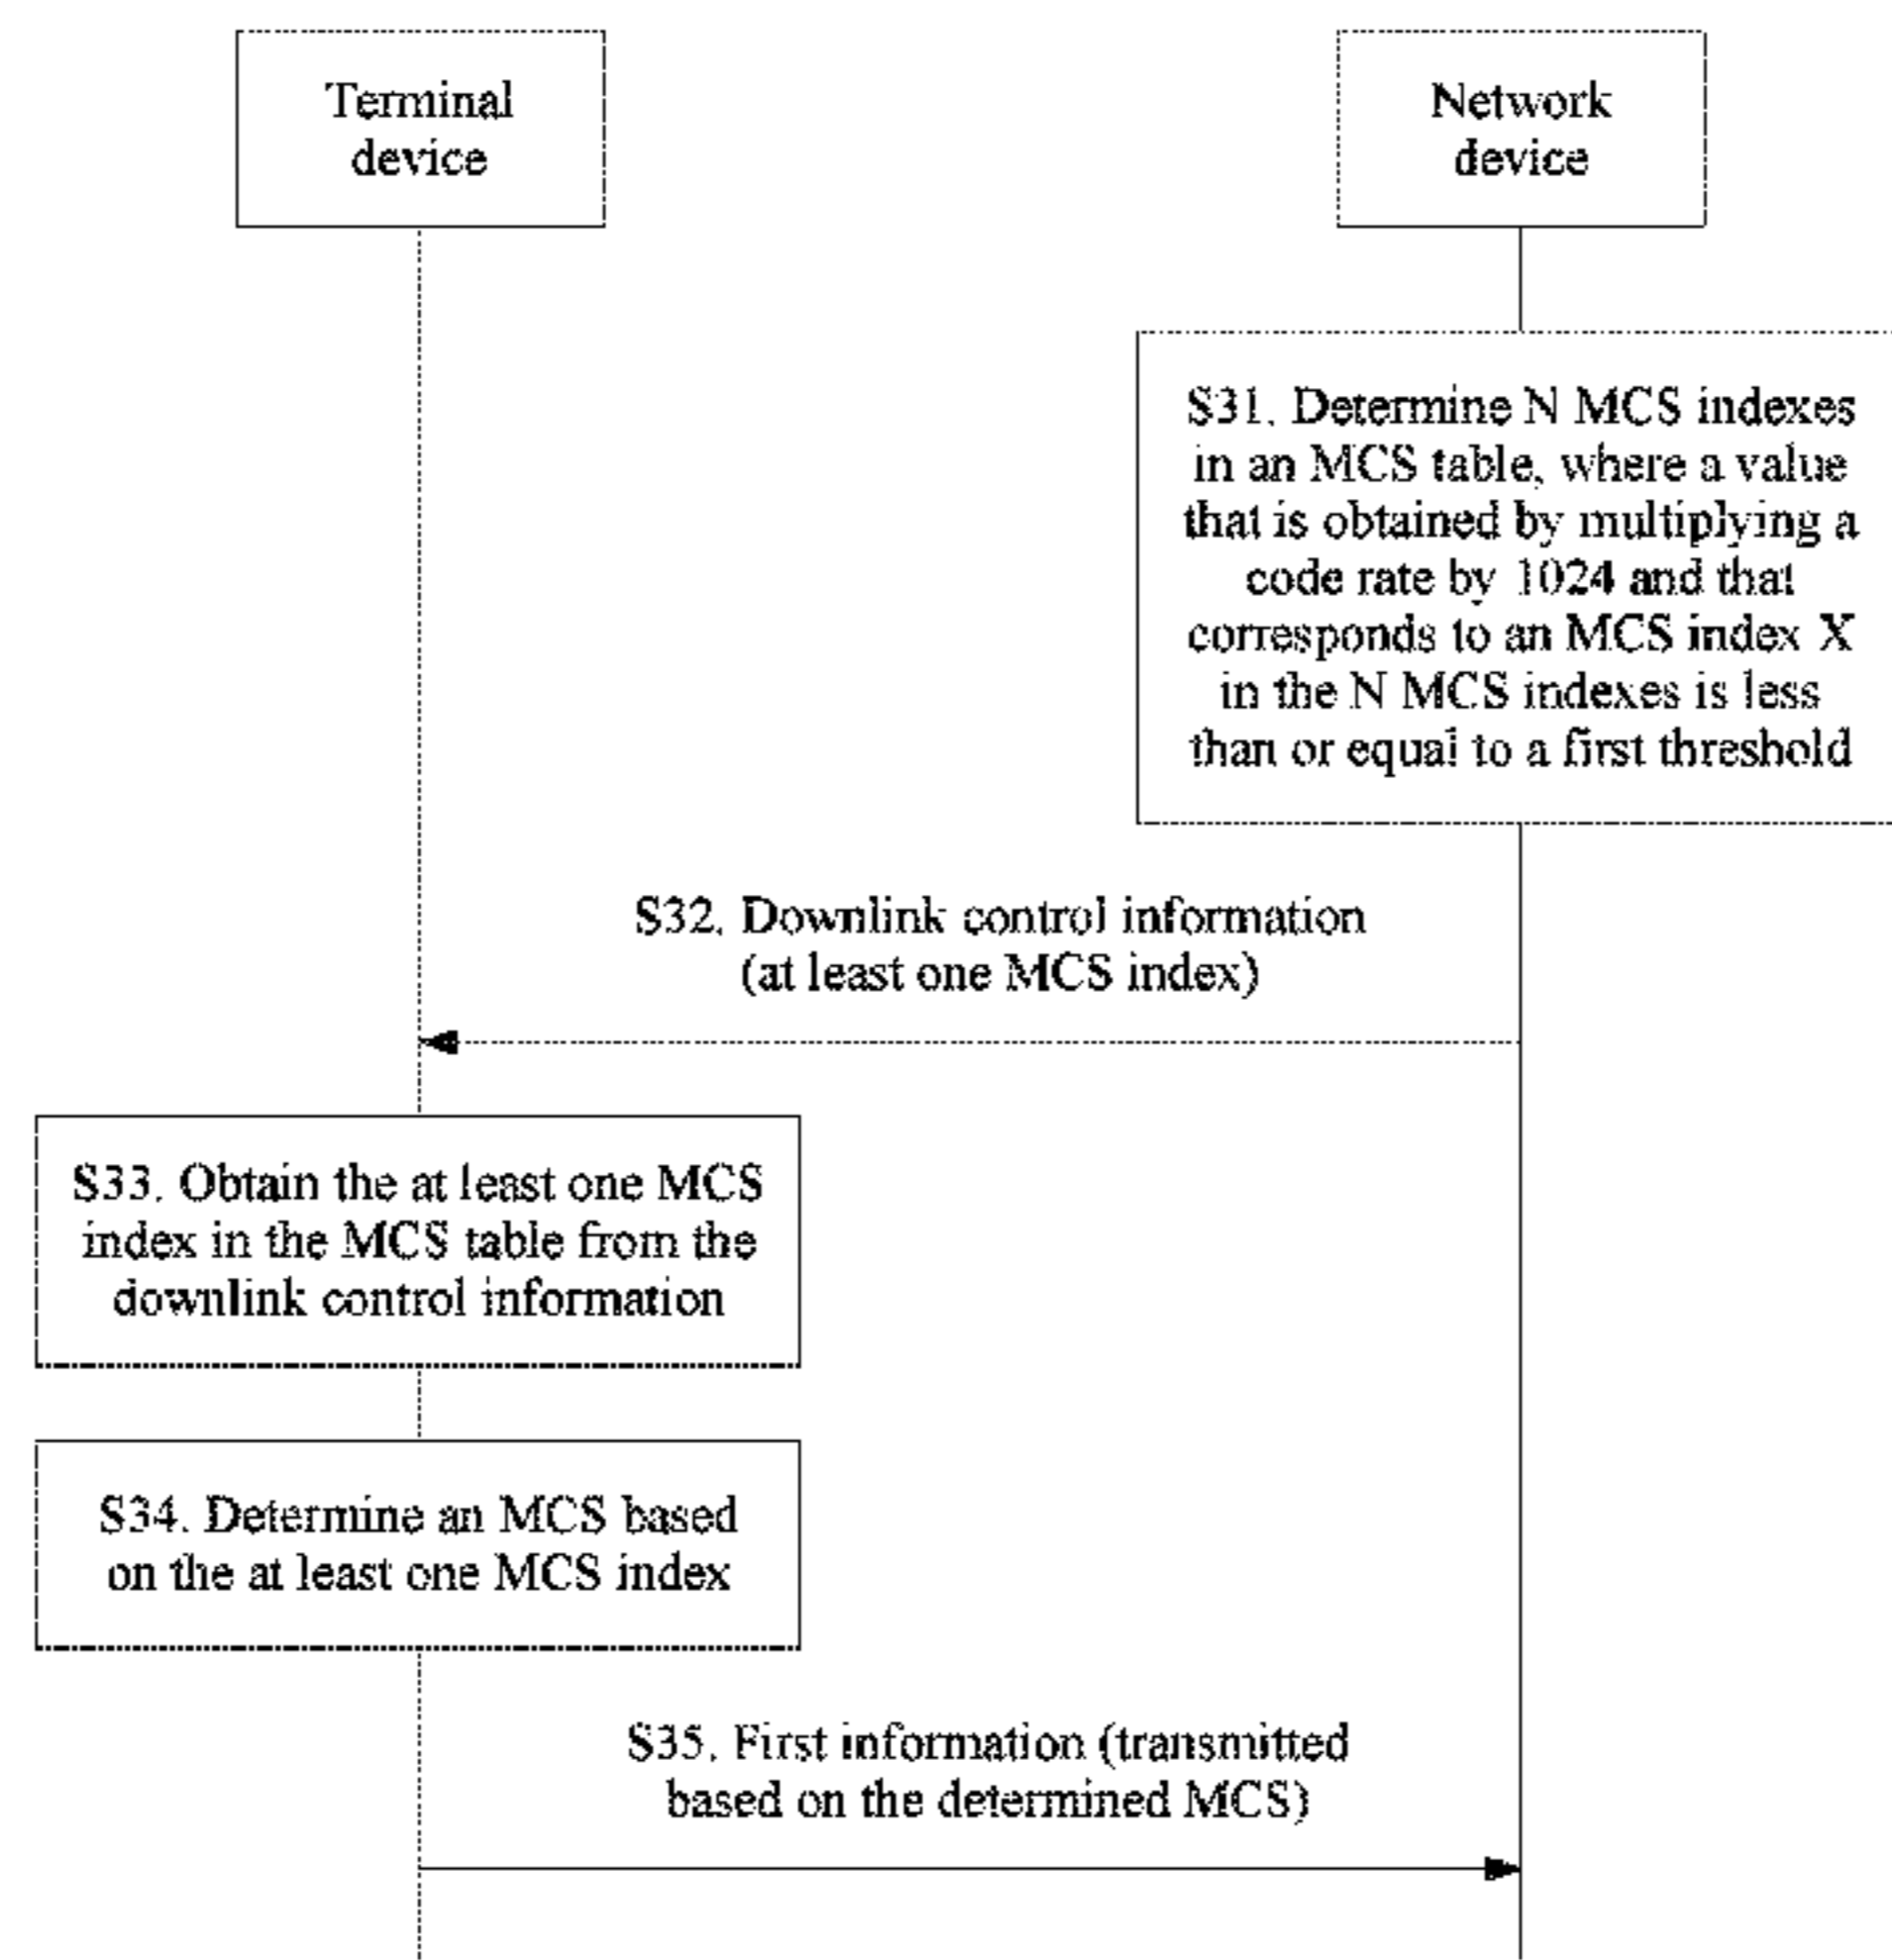 Terminal
device
Network
device
S31. Determine N MCS indexes
in an MCS table, where a value
that is obtained by multiplying a
code rate by 1024 and that
corresponds to an MCS index X
in the N MCS indexes is less
than or equal to a first threshold
S32. Downlink control information
(at least one MCS index)
S33. Obtain the at least one MCS
index in the MCS table from the
downlink control information
S34. Determine an MCS based
on the at least one MCS index
S35. First information (transmitted
based on the determined MCS)